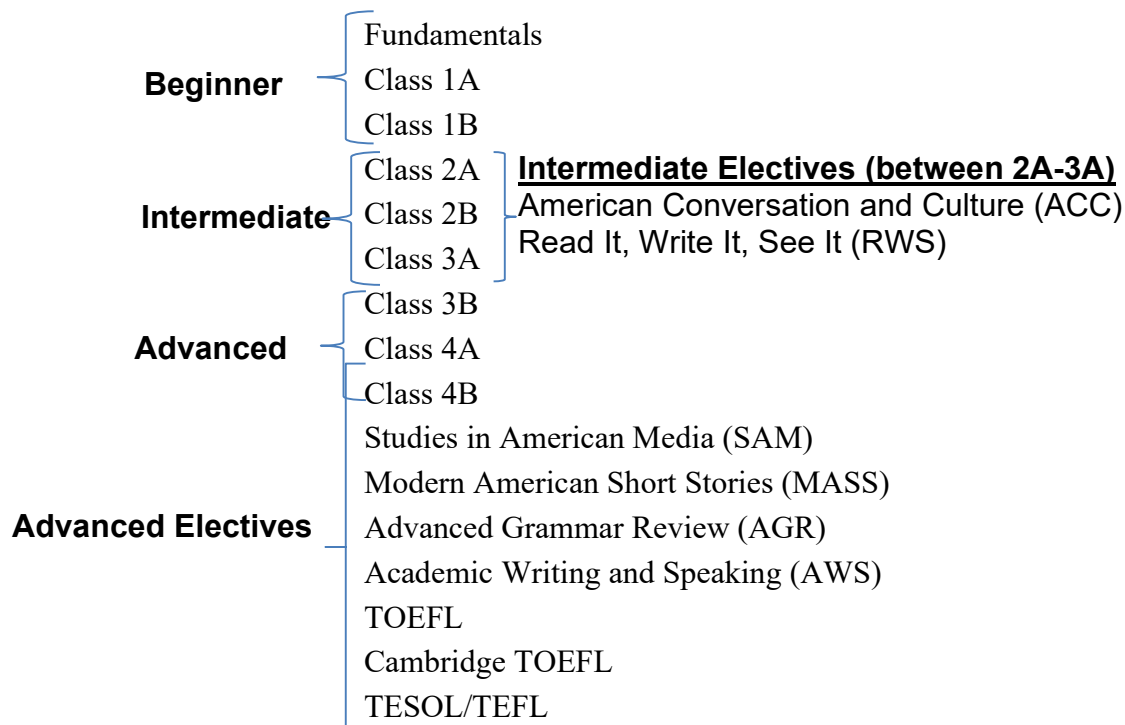 Fundamentals
Beginner
Class 1A
Class 1B
Class 2A
Intermediate Electives (between 2A-3A)
American Conversation and Culture (ACC)
Intermediate
Class 2B
Read It, Write It, See It (RWS)
Class 3A
Class 3B
Advanced
Class 4A
Class 4B
Studies in American Media (SAM)
Modern American Short Stories (MASS)
Advanced Electives
Advanced Grammar Review (AGR)
Academic Writing and Speaking (AWS)
TOEFL
Cambridge TOEFL
TESOL/TEFL